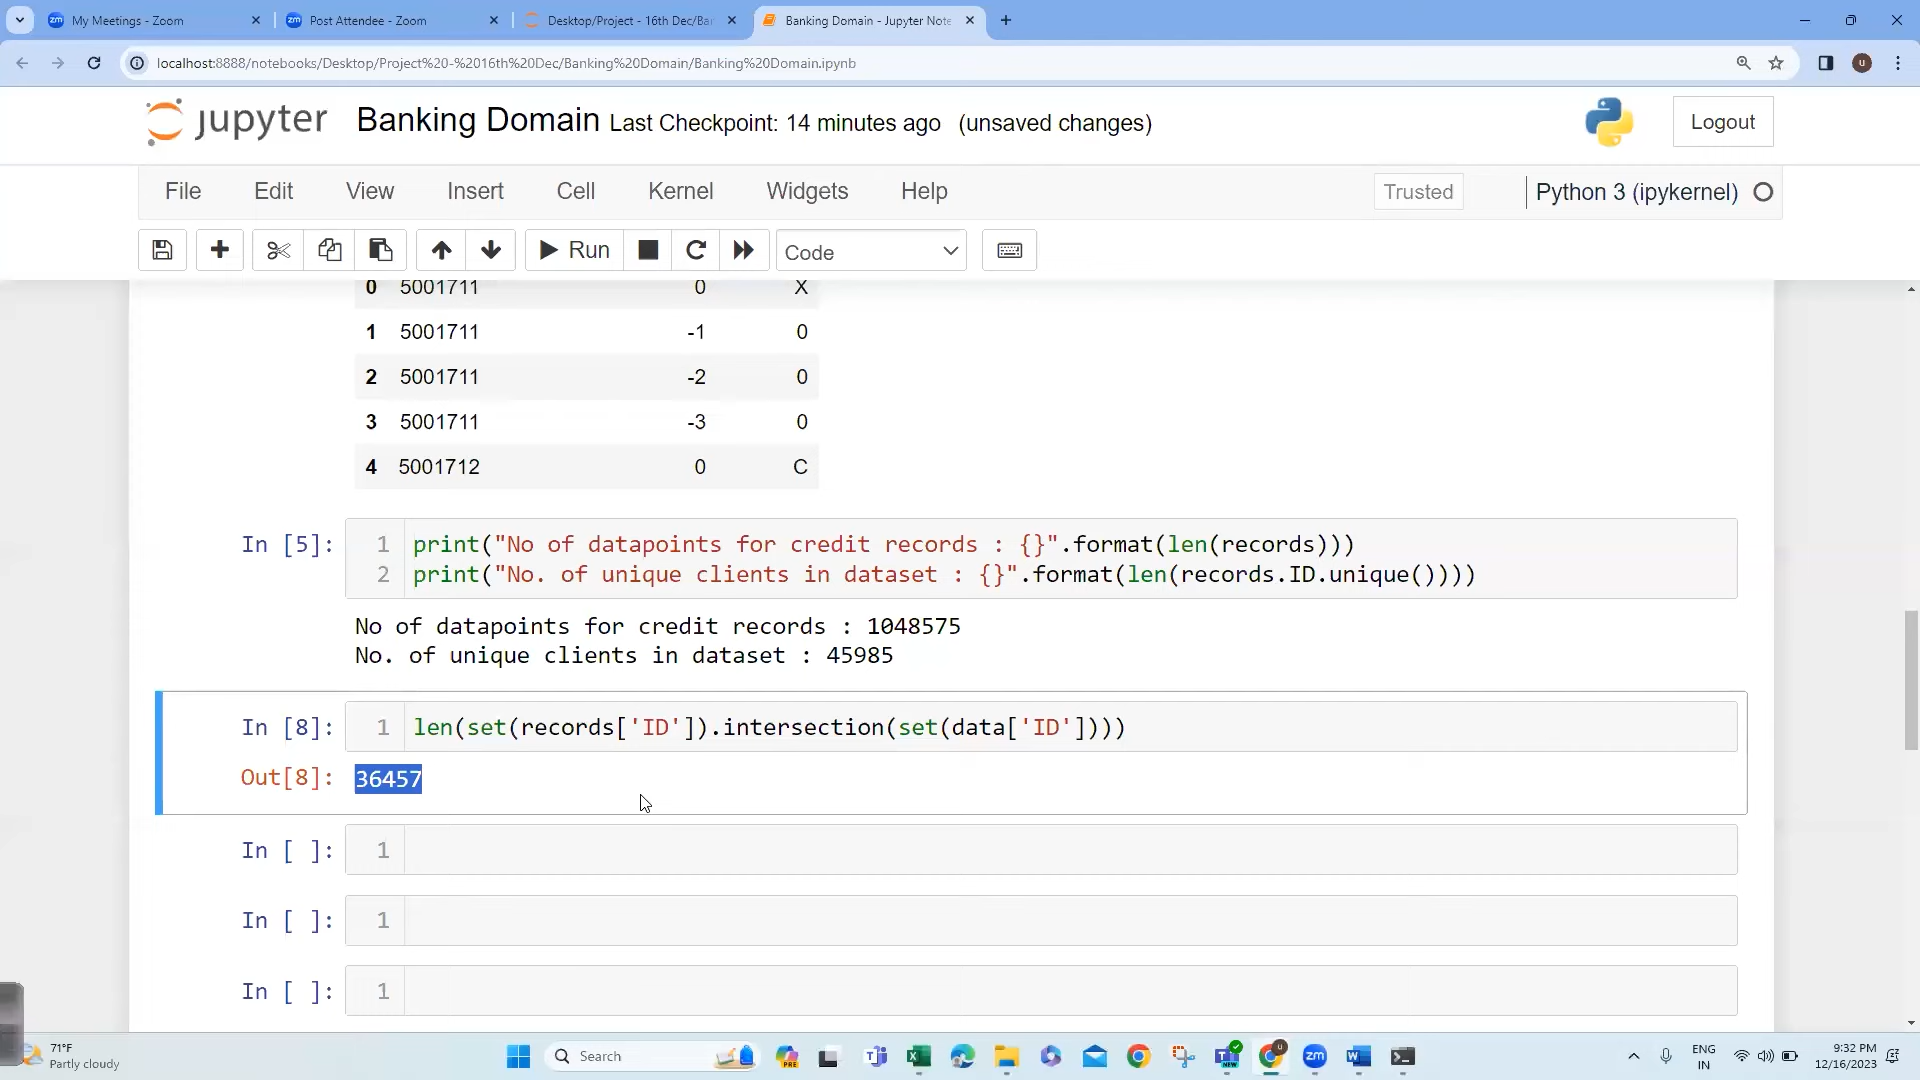 My Meetings - Zoom
Post Attendee - Zoom
Desktop/Project - 16th Dec/Ba
Banking Domain - Jupyter Note
localhost:8888/notebooks/Desktop/Project%20-%2016th%20Dec/Banking%20Domain/Banking%20Domain.ipynb
u
jupyter Banking Domain Last Checkpoint: 14 minutes ago (unsaved changes)
Logout
File Edit View Insert Cell Kernel Widgets Help
Trusted
Python 3 (ipykernel)
Run
Code
0 5001711 0 X
1 5001711 -1 0
2 5001711 -2 0
3 5001711 -3 0
4 5001712 0 C
In [5]: 1 print("No of datapoints for credit records : {}".format(len(records)))
2 print("No. of unique clients in dataset : {}".format(len(records.ID.unique())))
No of datapoints for credit records : 1048575
No. of unique clients in dataset : 45985
In [8]: 1 len(set(records['ID']).intersection(set(data['ID'])))
Out[8]: 36457
In [ ]: 1
In [ ]: 1
In [ ]: 1
71°F
Partly cloudy
Search
PRE
NEW
zm
ENG
IN
9:32 PM
12/16/2023